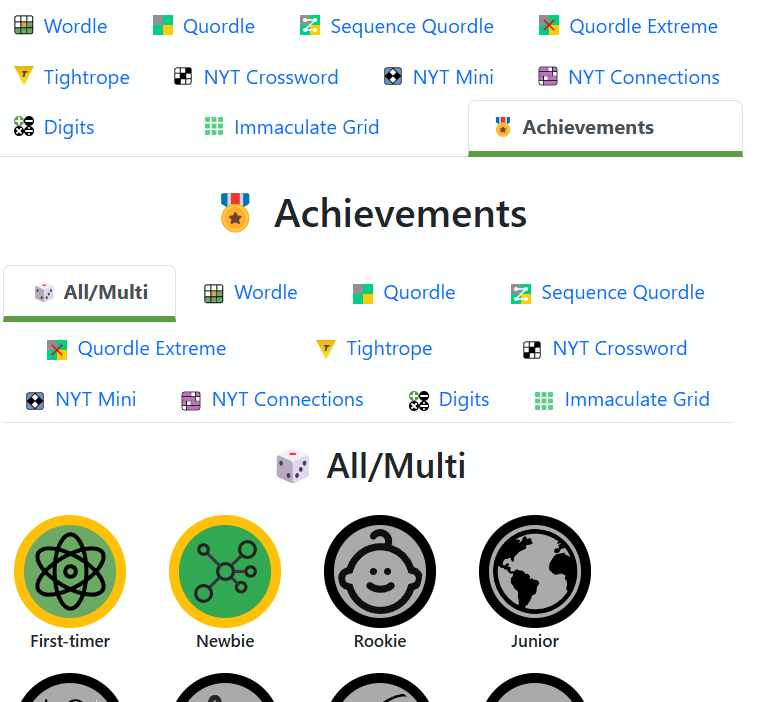 Wordle Quordle Sequence Quordle Quordle Extreme
Tightrope NYT Crossword NYT Mini NYT Connections
Digits Immaculate Grid Achievements
Achievements
All/Multi Wordle Quordle Sequence Quordle
Quordle Extreme Tightrope NYT Crossword
NYT Mini NYT Connections Digits Immaculate Grid
All/Multi
First-timer Newbie Rookie Junior